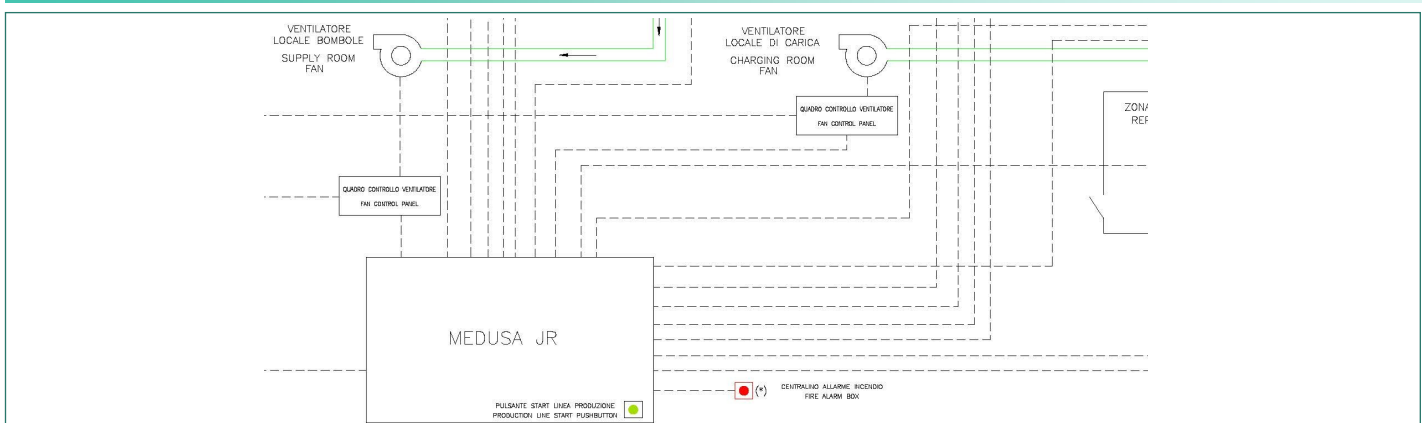 VENTILATORE
LOCALE BOMBOLE
SUPPLY ROOM
FAN
VENTILATORE
LOCALE DI CARICA
CHARGING ROOM
FAN
QUADRO CONTROLLO VENTILATORE
FAN CONTROL PANEL
ZONA
REF
QUADRO CONTROLLO VENTILATORE
FAN CONTROL PANEL
MEDUSA JR
(*)
CENTRALINO ALLARME INCENDIO
FIRE ALARM BOX
PULSANTE START LINEA PRODUZIONE
PRODUCTION LINE START PUSHBUTTON